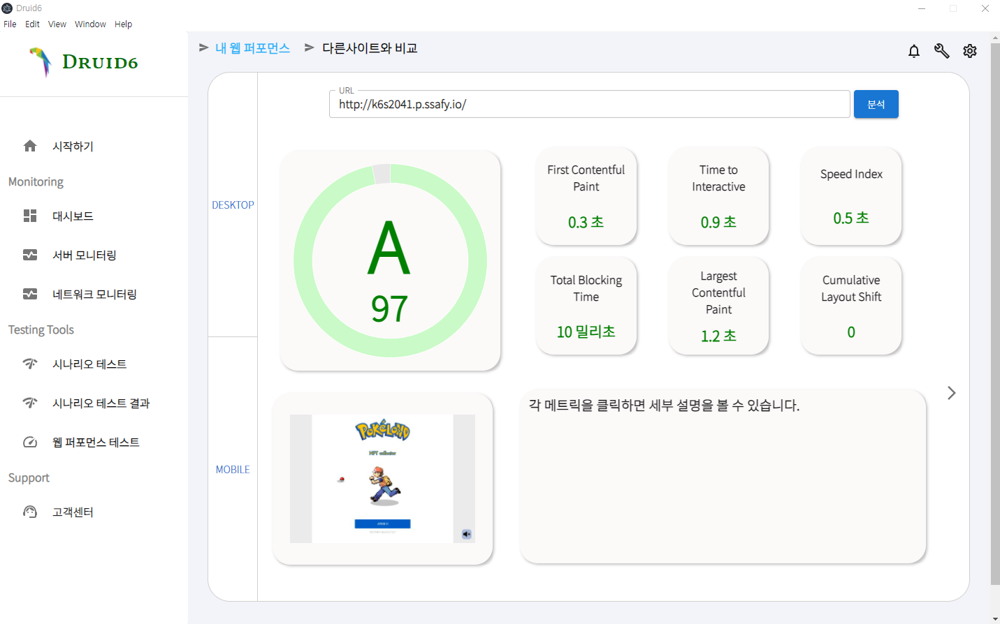 Druid6
File Edit View Window Help
DRUID6
시작하기
Monitoring
대시보드
서버 모니터링
네트워크 모니터링
Testing Tools
시나리오 테스트
시나리오 테스트 결과
웹 퍼포먼스 테스트
Support
고객센터
내 웹 퍼포먼스 다른사이트와 비교
DESKTOP
MOBILE
URL
http://k6s2041.p.ssafy.io/
분석
A
97
First Contentful
Paint
0.3 초
Time to
Interactive
0.9 초
Speed Index
0.5 초
Total Blocking
Time
10 밀리초
Largest
Contentful
Paint
1.2 초
Cumulative
Layout Shift
0
POKéLOYD
NFT collector
각 메트릭을 클릭하면 세부 설명을 볼 수 있습니다.